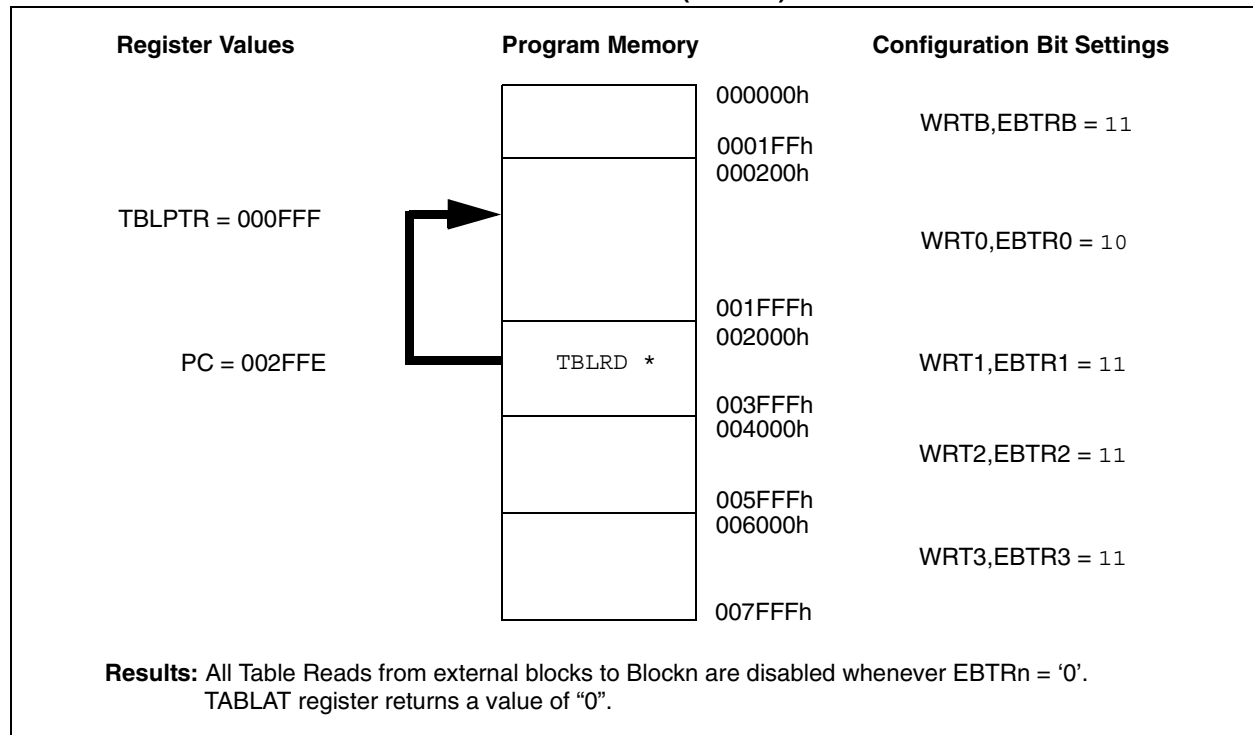 Register Values
Program Memory
Configuration Bit Settings
000000h
WRTB,EBTRB = 11
0001FFh
000200h
TBLPTR = 000FFF
WRT0,EBTR0 = 10
001FFFh
002000h
PC = 002FFE
TBLRD *
WRT1,EBTR1 = 11
003FFFh
004000h
WRT2,EBTR2 = 11
005FFFh
006000h
WRT3,EBTR3 = 11
007FFFh
Results: All Table Reads from external blocks to Blockn are disabled whenever EBTRn = ‘0’.
TABLAT register returns a value of “0”.